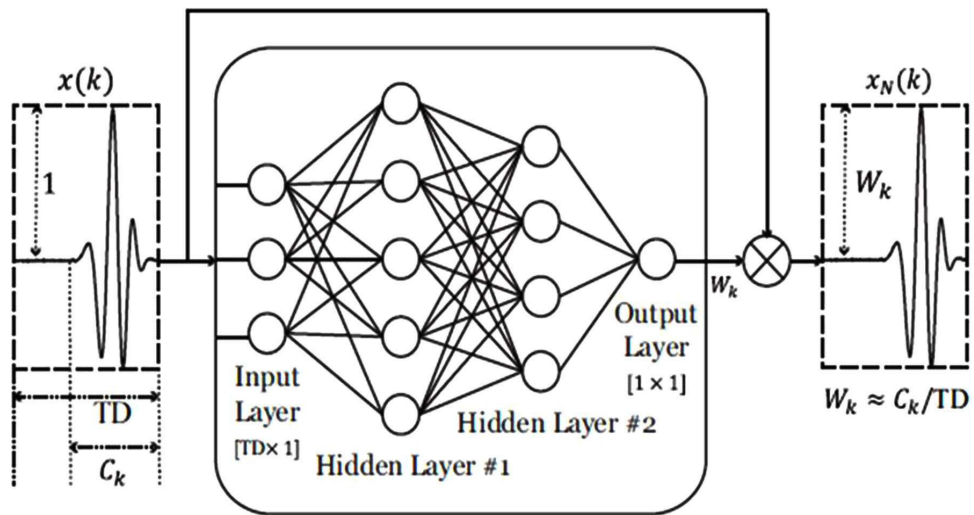 x(k)
1
TD
C_k
Input
Layer
[TD× 1]
Hidden Layer #1
Hidden Layer #2
Output
Layer
[1 × 1]
W_k
x_N(k)
W_k
W_k ≈ C_k/TD